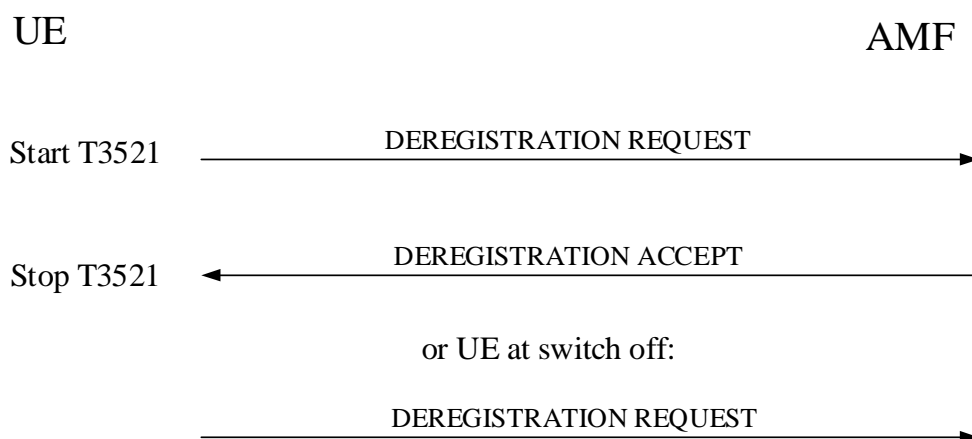 UE
AMF
Start T3521
DEREGISTRATION REQUEST
Stop T3521
DEREGISTRATION ACCEPT
or UE at switch off:
DEREGISTRATION REQUEST